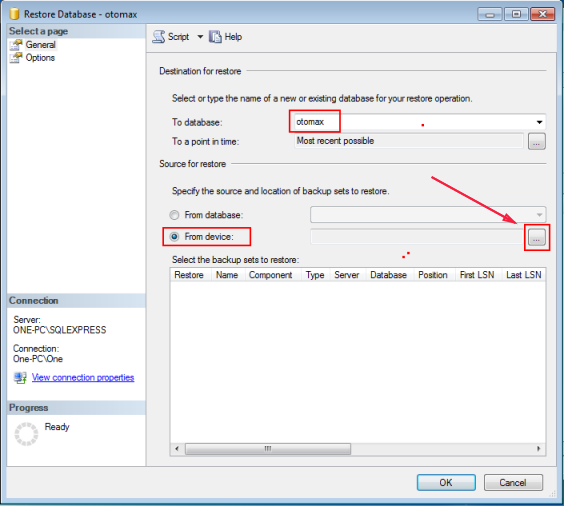 Restore Database - otomax
Select a page
General
Options
Script
Help
Destination for restore
Select or type the name of a new or existing database for your restore operation.
To database:
otomax
To a point in time:
Most recent possible
...
Source for restore
Specify the source and location of backup sets to restore.
From database:
From device:
...
Select the backup sets to restore:
Restore Name Component Type Server Database Position First LSN Last LSN
Connection
Server:
ONE-PC\SQLEXPRESS
Connection:
One-PC\One
View connection properties
Progress
Ready
OK
Cancel